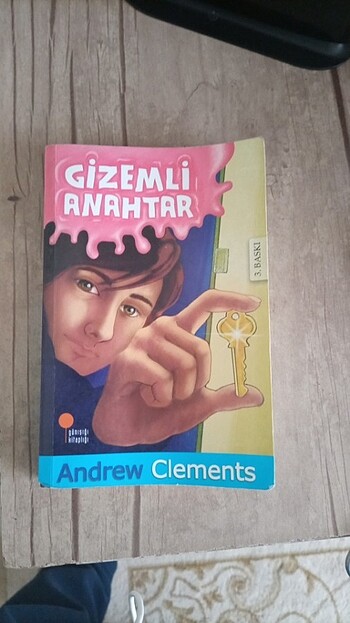 GİZEMLİ
ANAHTAR
3. BASKI
günışığı
kitaplığı
Andrew Clements